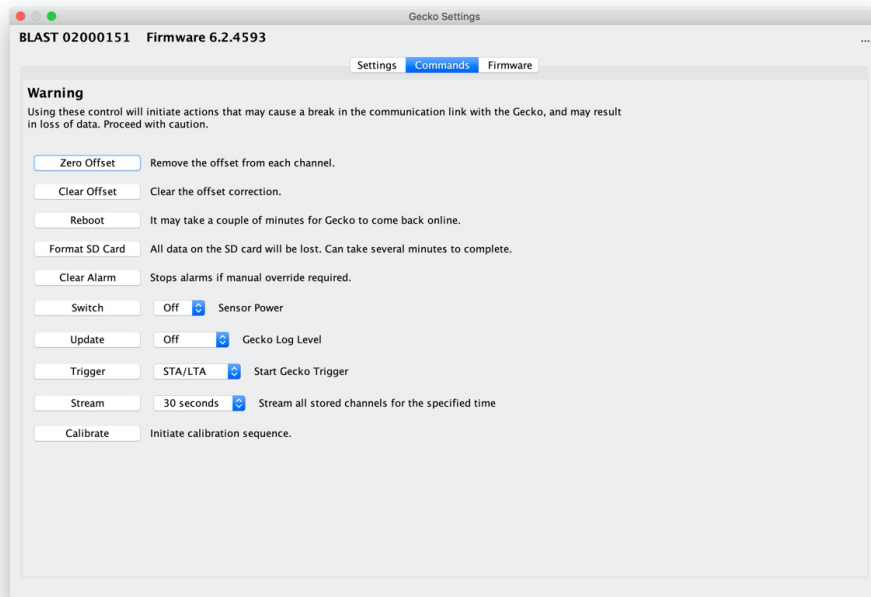 Gecko Settings
BLAST 02000151 Firmware 6.2.4593
...
Settings Commands Firmware
Warning
Using these control will initiate actions that may cause a break in the communication link with the Gecko, and may result
in loss of data. Proceed with caution.
Zero Offset Remove the offset from each channel.
Clear Offset Clear the offset correction.
Reboot It may take a couple of minutes for Gecko to come back online.
Format SD Card All data on the SD card will be lost. Can take several minutes to complete.
Clear Alarm Stops alarms if manual override required.
Switch Off Sensor Power
Update Off Gecko Log Level
Trigger STA/LTA Start Gecko Trigger
Stream 30 seconds Stream all stored channels for the specified time
Calibrate Initiate calibration sequence.